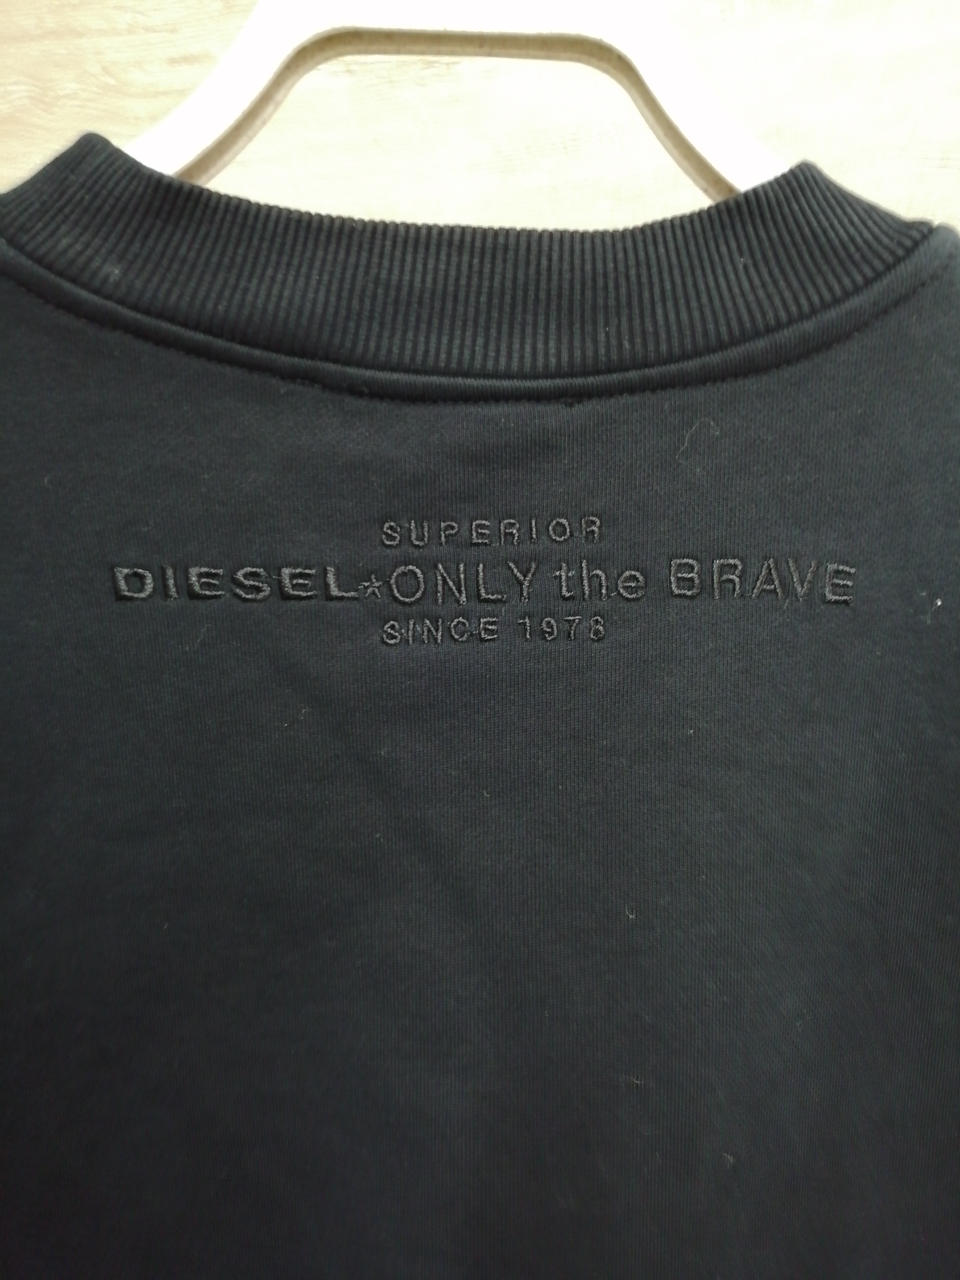 SUPERIOR
DIESEL★ONLY the BRAVE
SINCE 1978